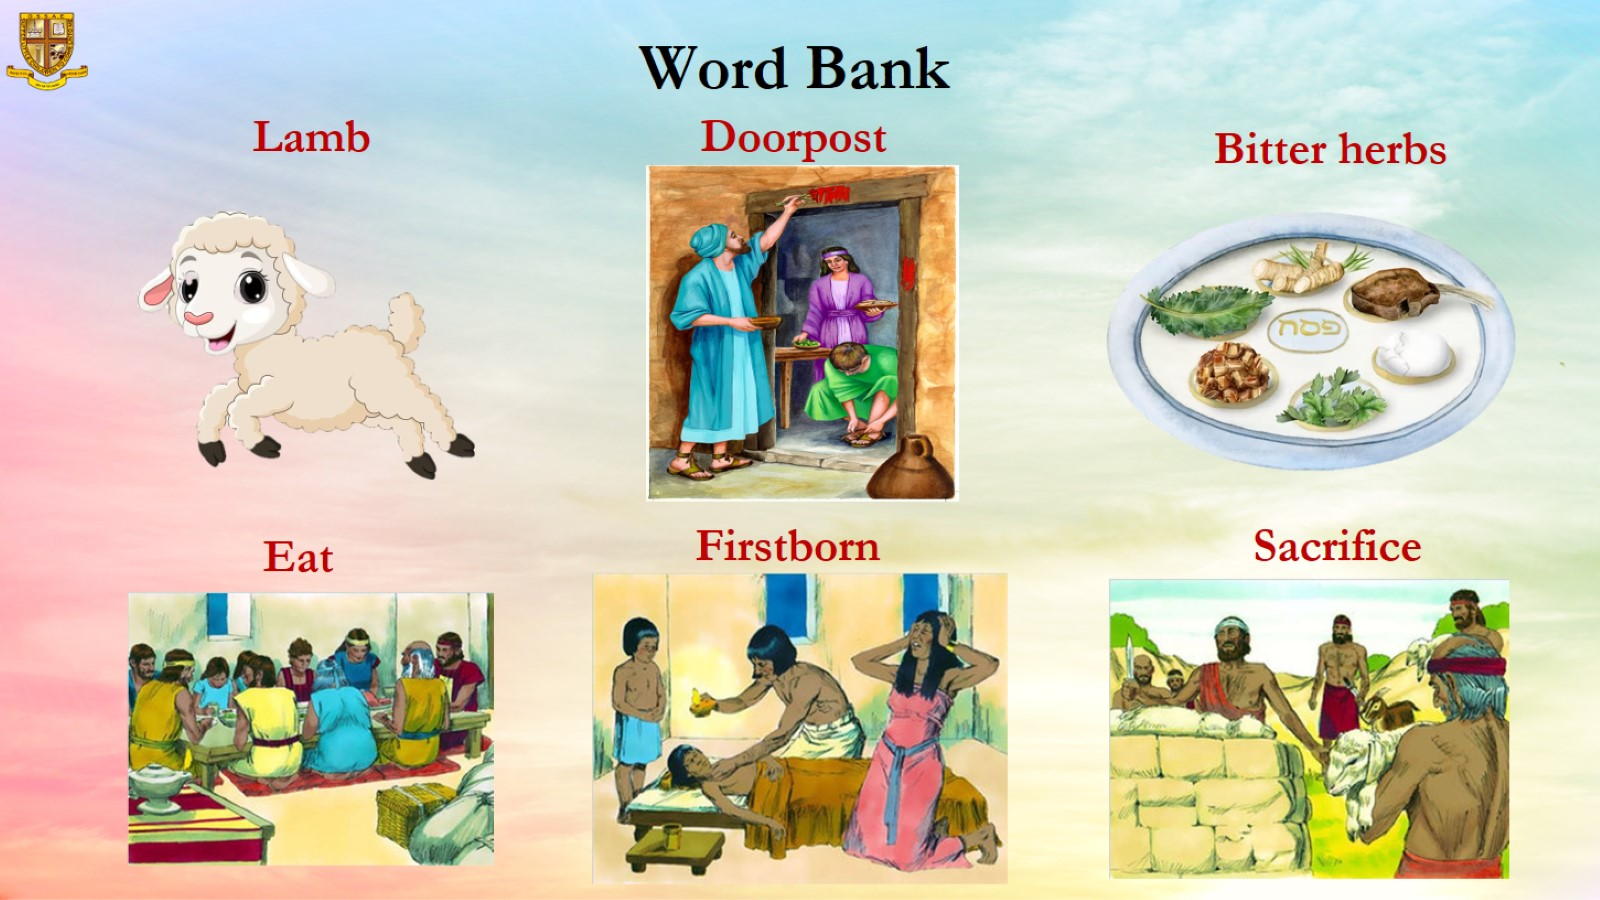 Word Bank
Lamb
Doorpost
Bitter herbs
פסח
Eat
Firstborn
Sacrifice